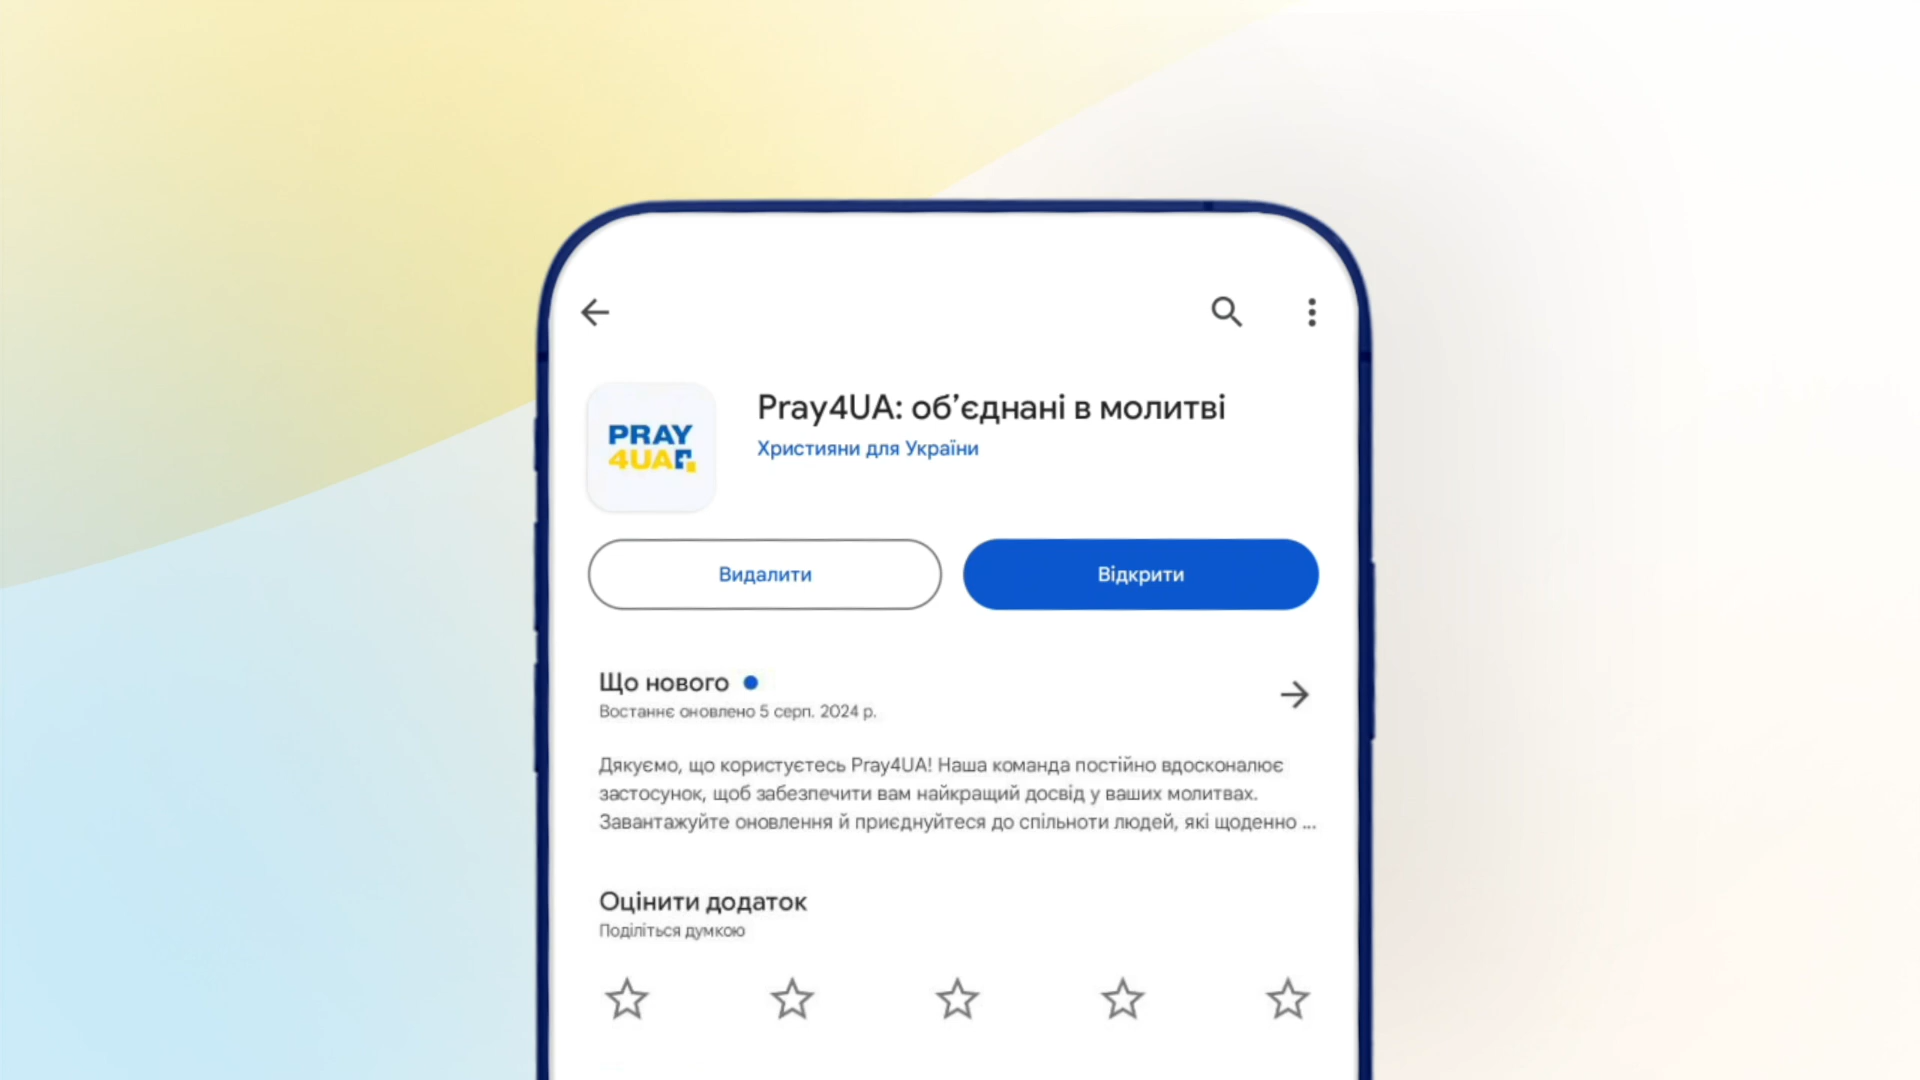 Pray4UA: об’єднані в молитві
Християни для України
PRAY
4UA
Видалити
Відкрити
Що нового
Востаннє оновлено 5 серп. 2024 р.
Дякуємо, що користуєтесь Pray4UA! Наша команда постійно вдосконалює
застосунок, щоб забезпечити вам найкращий досвід у ваших молитвах.
Завантажуйте оновлення й приєднуйтеся до спільноти людей, які щоденно ...
Оцінити додаток
Поділіться думкою